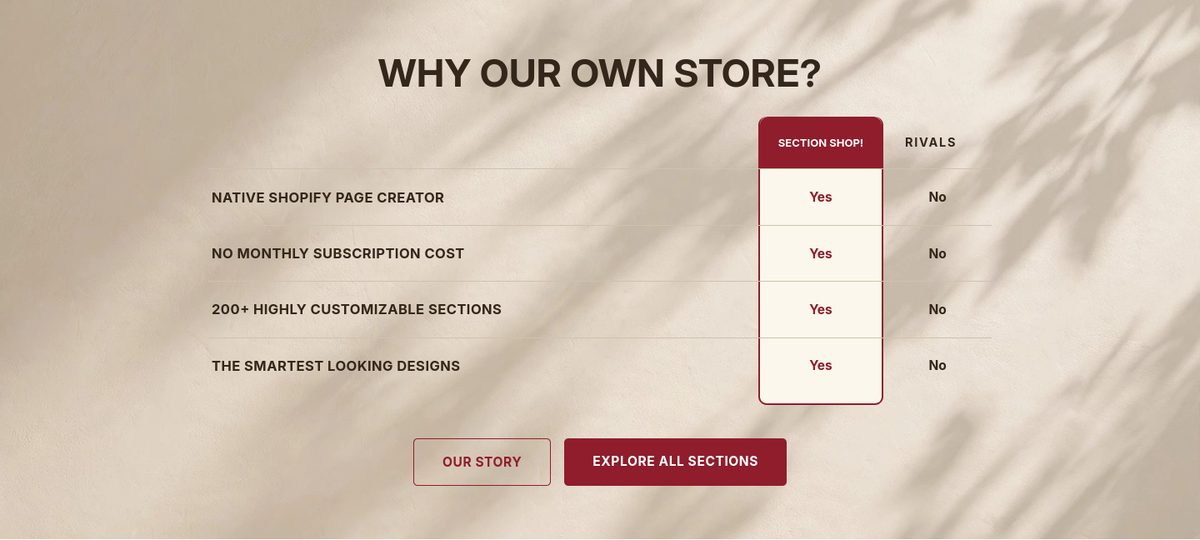 WHY OUR OWN STORE?
SECTION SHOP! RIVALS
NATIVE SHOPIFY PAGE CREATOR Yes No
NO MONTHLY SUBSCRIPTION COST Yes No
200+ HIGHLY CUSTOMIZABLE SECTIONS Yes No
THE SMARTEST LOOKING DESIGNS Yes No
OUR STORY EXPLORE ALL SECTIONS